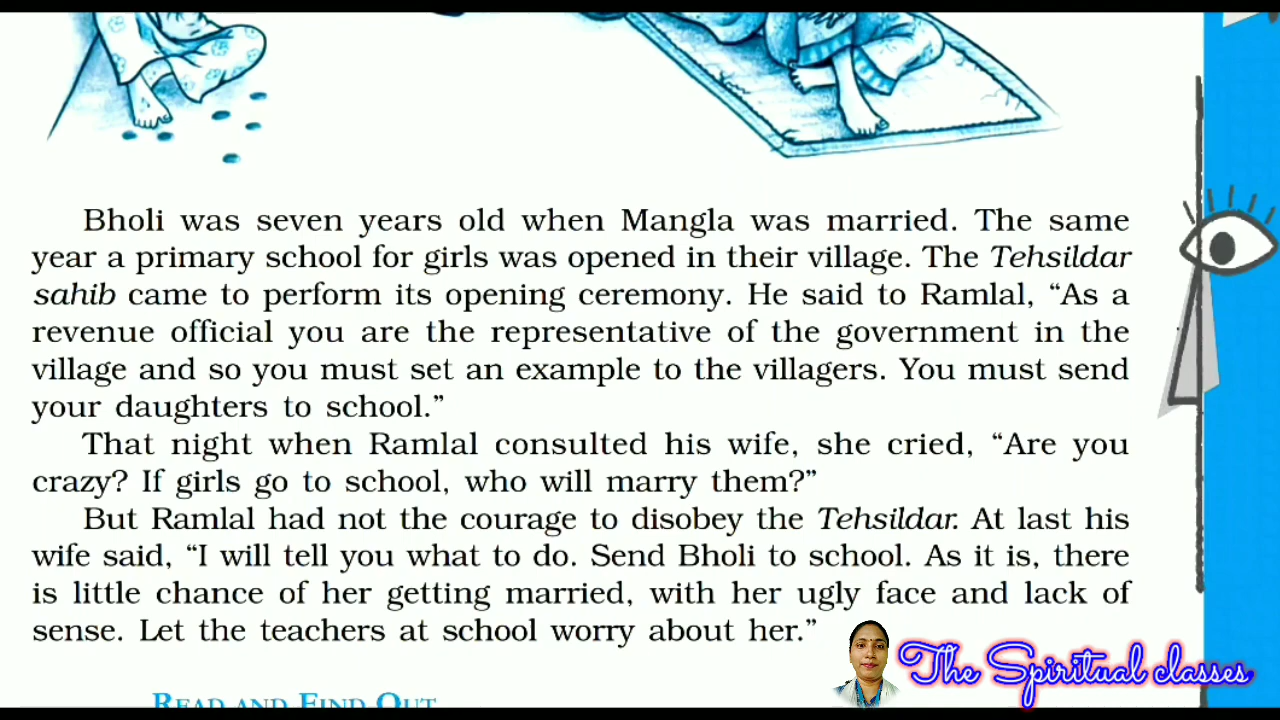 Bholi was seven years old when Mangla was married. The same
year a primary school for girls was opened in their village. The Tehsildar
sahib came to perform its opening ceremony. He said to Ramlal, “As a
revenue official you are the representative of the government in the
village and so you must set an example to the villagers. You must send
your daughters to school.”
That night when Ramlal consulted his wife, she cried, “Are you
crazy? If girls go to school, who will marry them?”
But Ramlal had not the courage to disobey the Tehsildar. At last his
wife said, “I will tell you what to do. Send Bholi to school. As it is, there
is little chance of her getting married, with her ugly face and lack of
sense. Let the teachers at school worry about her.”
The Spiritual classes
READ AND FIND OUT